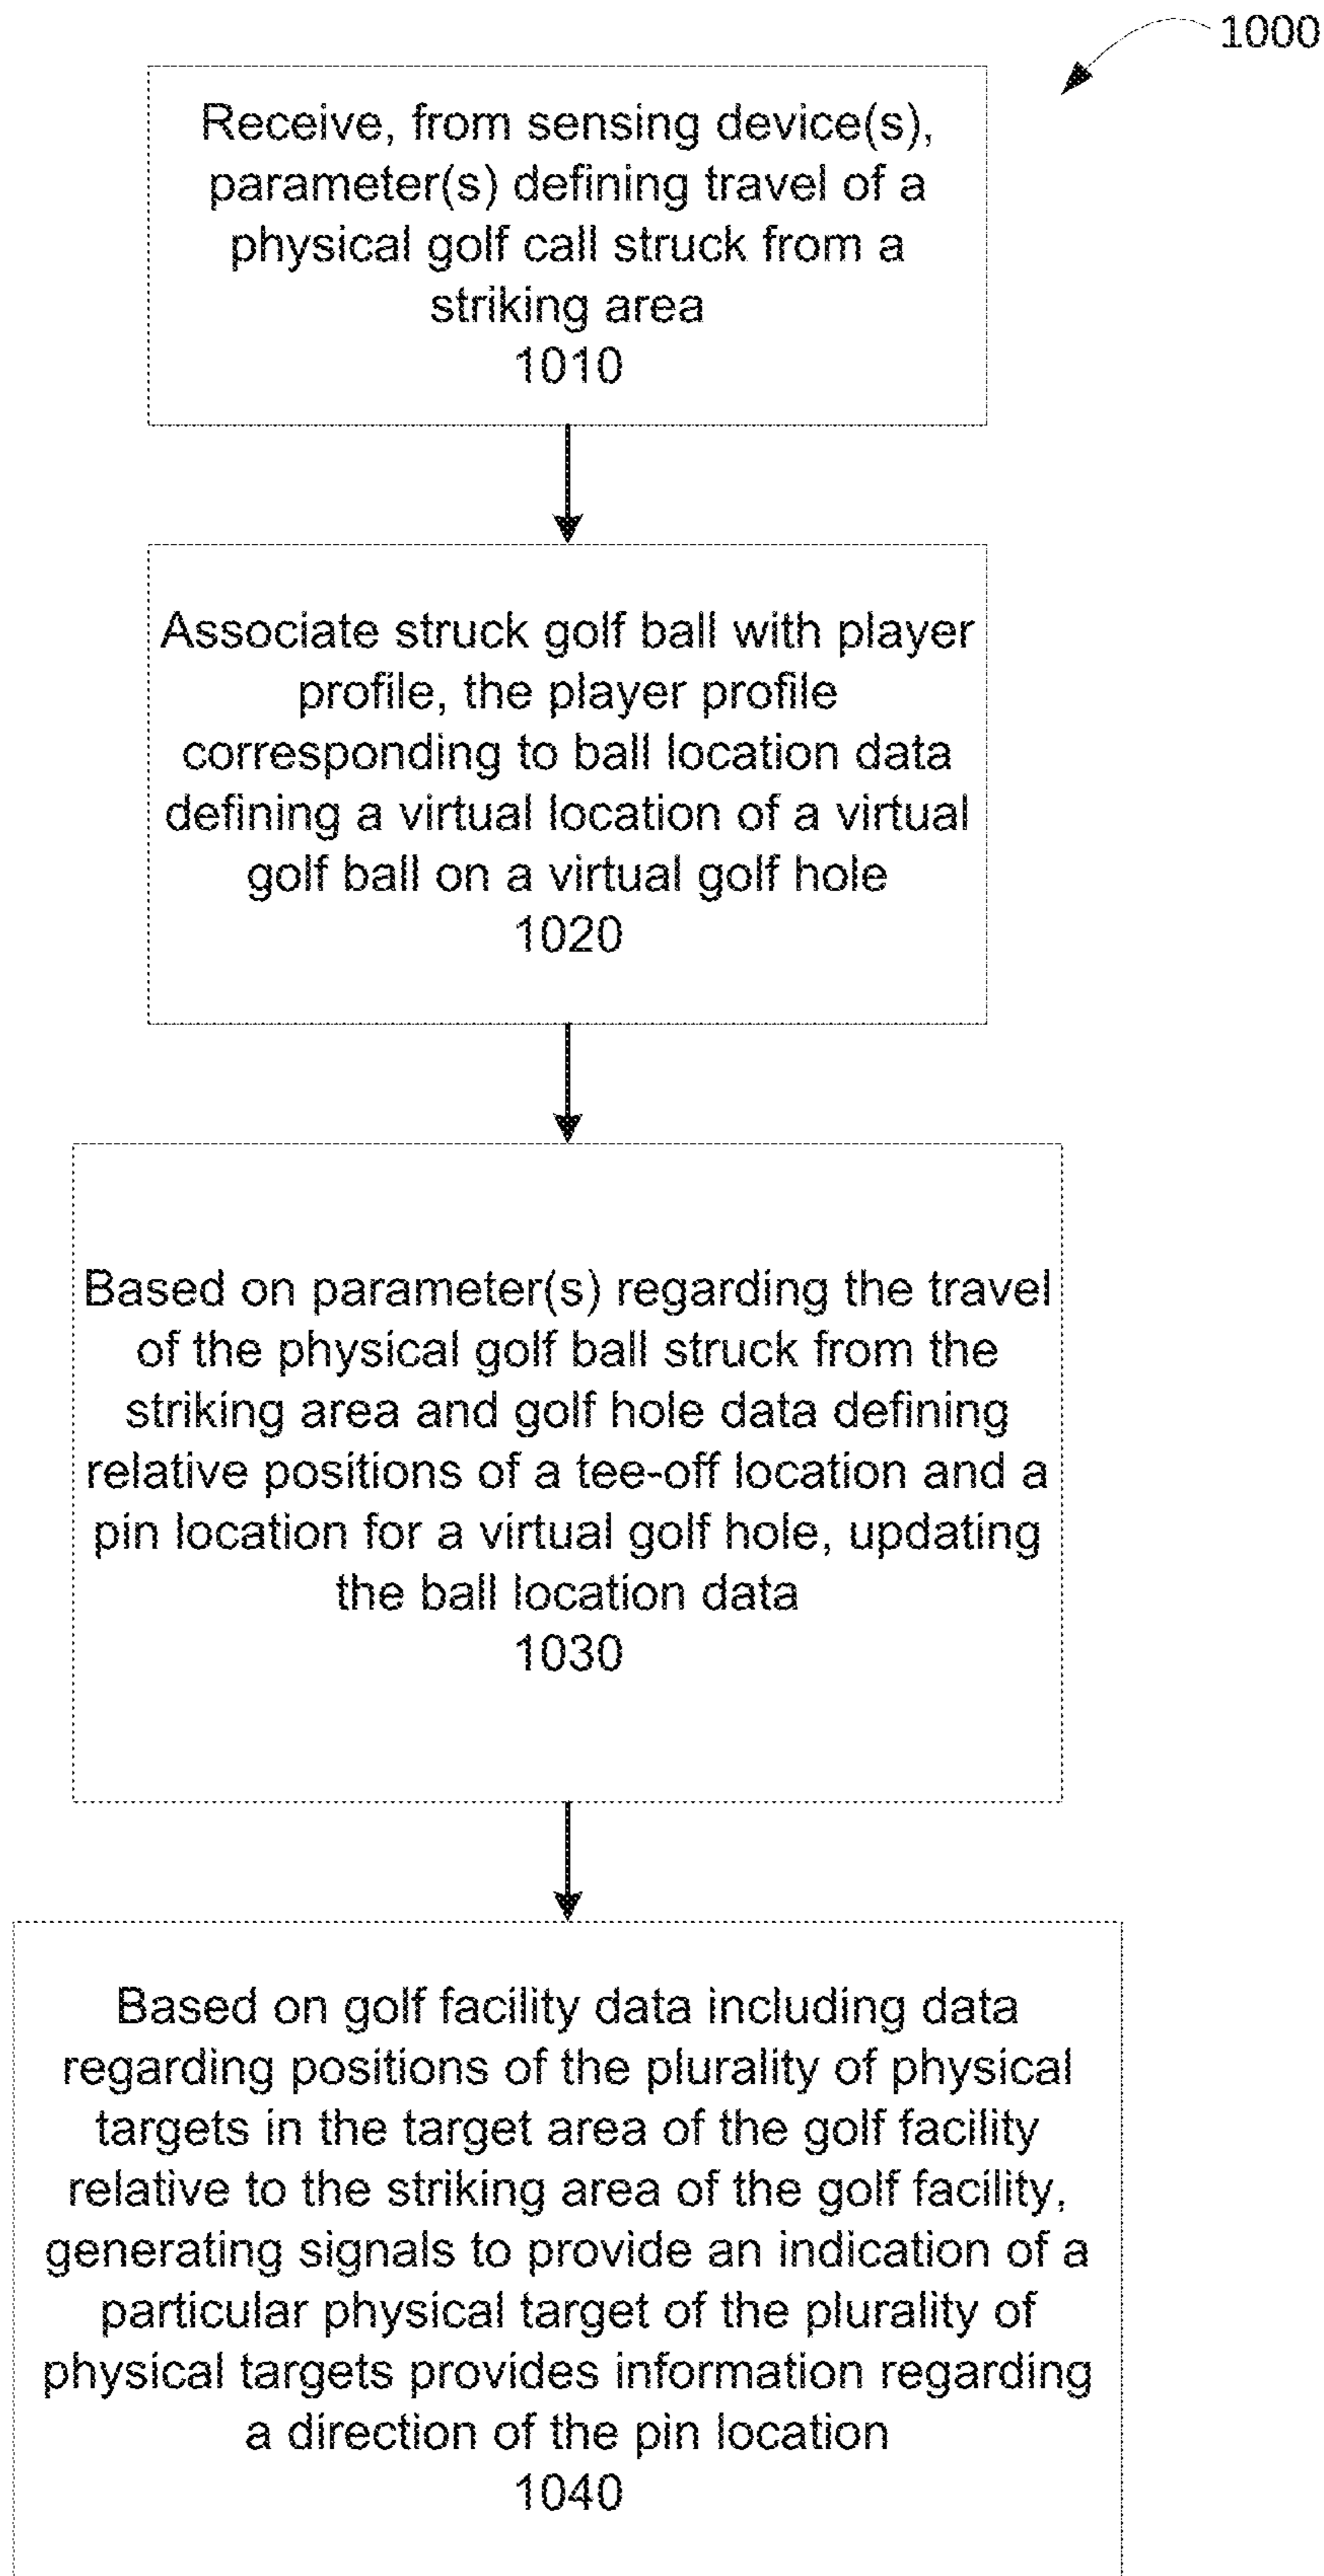 1000
Receive, from sensing device(s),
parameter(s) defining travel of a
physical golf call struck from a
striking area
1010
Associate struck golf ball with player
profile, the player profile
corresponding to ball location data
defining a virtual location of a virtual
golf ball on a virtual golf hole
1020
Based on parameter(s) regarding the travel
of the physical golf ball struck from the
striking area and golf hole data defining
relative positions of a tee-off location and a
pin location for a virtual golf hole, updating
the ball location data
1030
Based on golf facility data including data
regarding positions of the plurality of physical
targets in the target area of the golf facility
relative to the striking area of the golf facility,
generating signals to provide an indication of a
particular physical target of the plurality of
physical targets provides information regarding
a direction of the pin location
1040